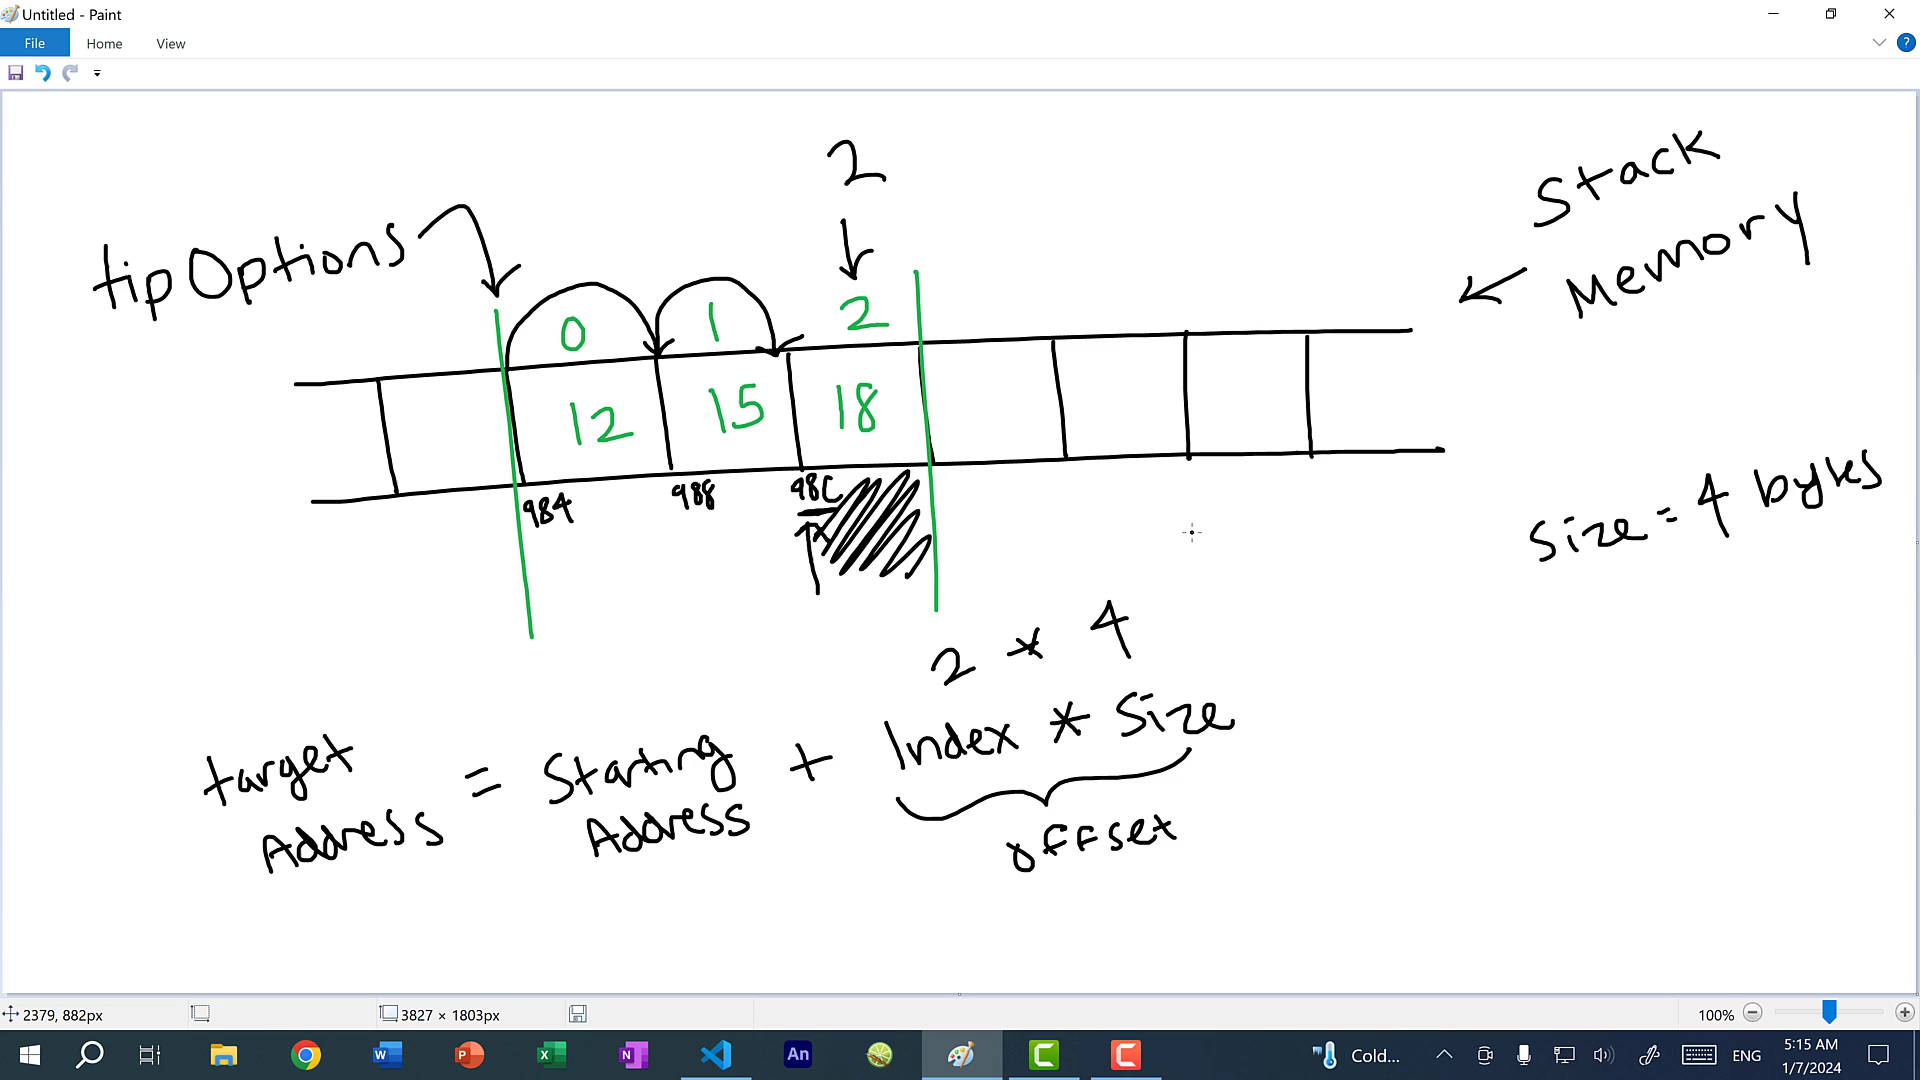 Untitled - Paint
File Home View
2
Stack
Memory
tipOptions
0 1 2
12 15 18
984 988 98C
Size = 4 bytes
2 * 4
target Address = Starting Address + Index * Size
offset
2379, 882px
3827 × 1803px
100%
Cold...
ENG
5:15 AM
1/7/2024